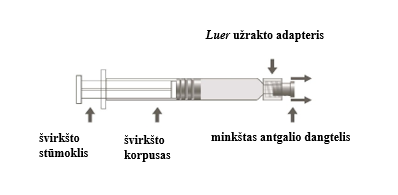 Luer užrakto adapteris
švirkšto
stūmoklis
švirkšto
korpusas
minkštas antgalio dangtelis